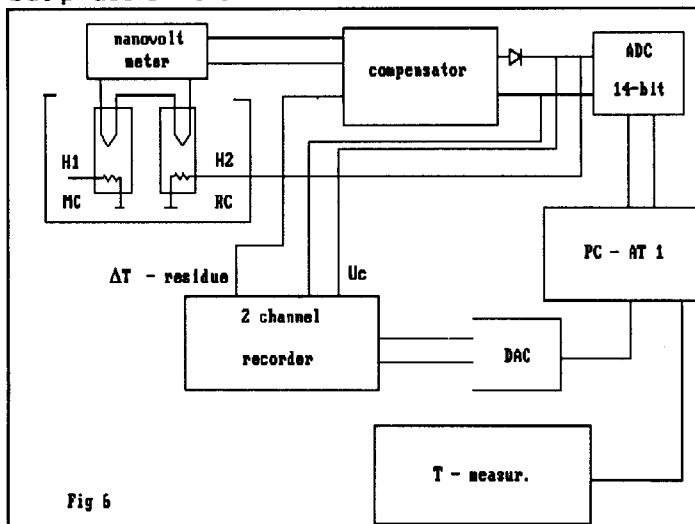 nanovolt
meter
compensator
ADC
14-bit
H1
MC
H2
RC
PC - AT 1
ΔT - residue
Uc
2 channel
recorder
DAC
T - measur.
Fig 6